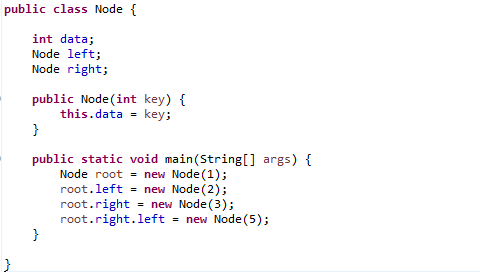 public class Node {
int data;
Node left;
Node right;
public Node(int key) {
this.data = key;
}
public static void main(String[] args) {
Node root = new Node(1);
root.left = new Node(2);
root.right = new Node(3);
root.right.left = new Node(5);
}
}